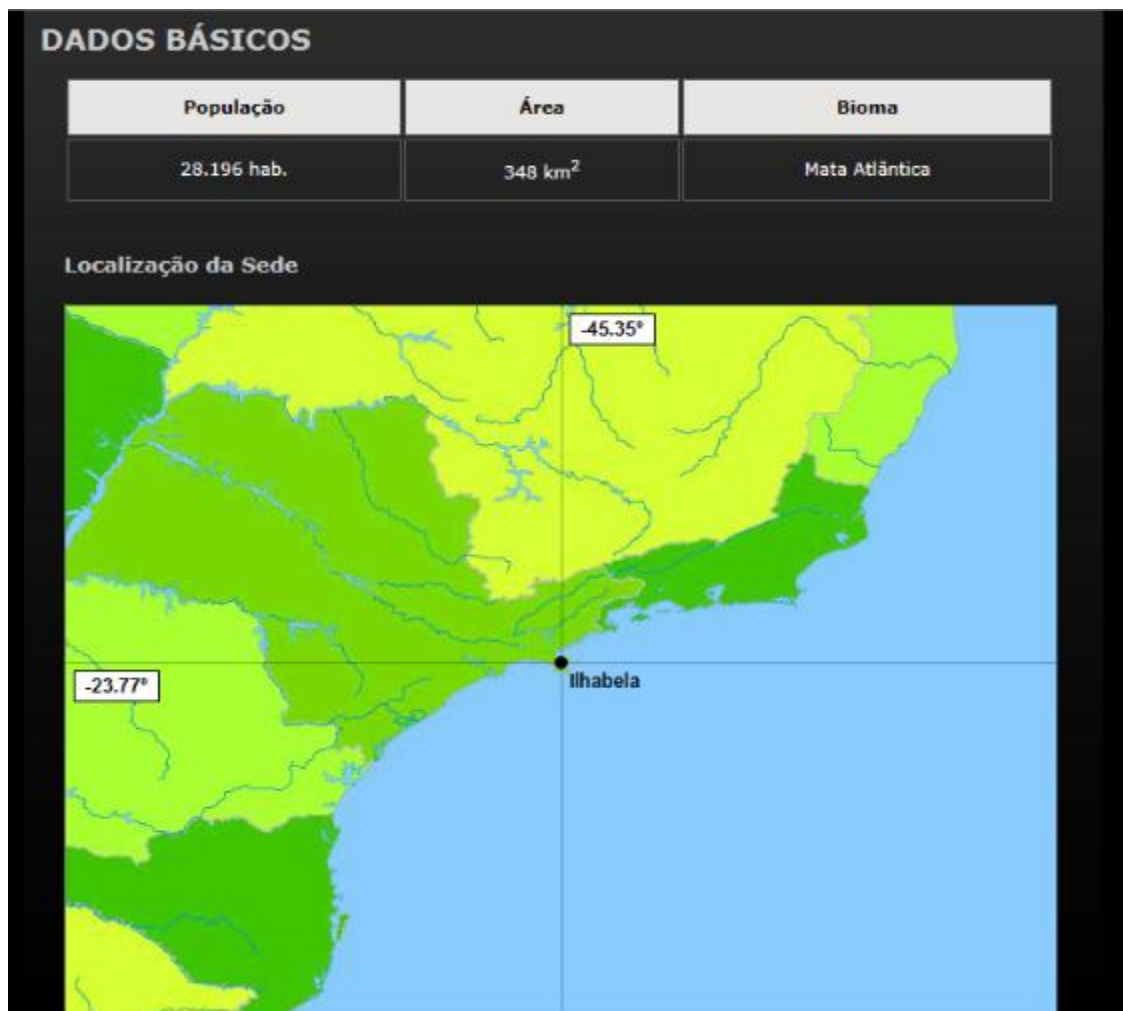 DADOS BÁSICOS
População Área Bioma
28.196 hab. 348 km² Mata Atlântica
Localização da Sede
-45.35°
-23.77°
Ilhabela